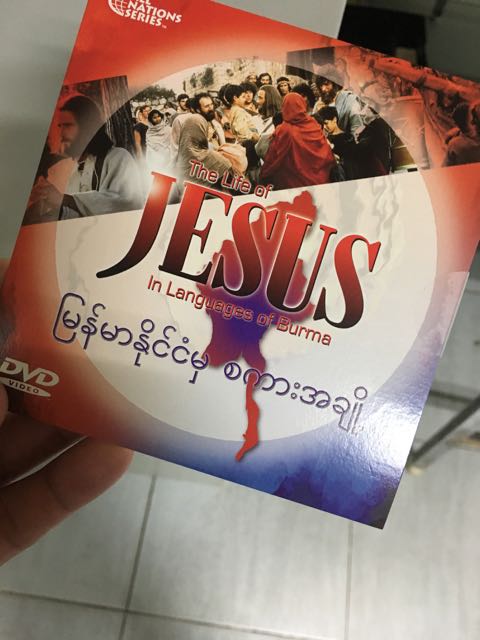 NATIONS
SERIES™
The Life of
JESUS
In Languages of Burma
မြန်မာနိုင်ငံမှ စကားအချို့
DVD
VIDEO